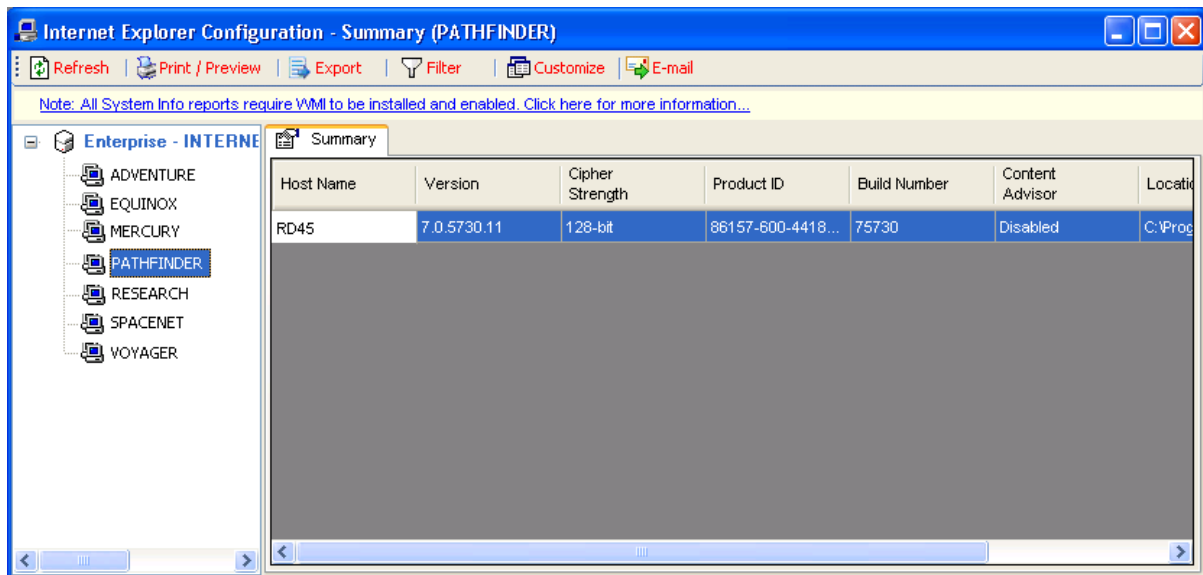 Internet Explorer Configuration - Summary (PATHFINDER)
Refresh | Print / Preview | Export | Filter | Customize | E-mail
Note: All System Info reports require WMI to be installed and enabled. Click here for more information...
Enterprise - INTERNE
ADVENTURE
EQUINOX
MERCURY
PATHFINDER
RESEARCH
SPACENET
VOYAGER
Summary
Host Name Version Cipher Strength Product ID Build Number Content Advisor Locatio
RD45 7.0.5730.11 128-bit 86157-600-4418... 75730 Disabled C:\Prog